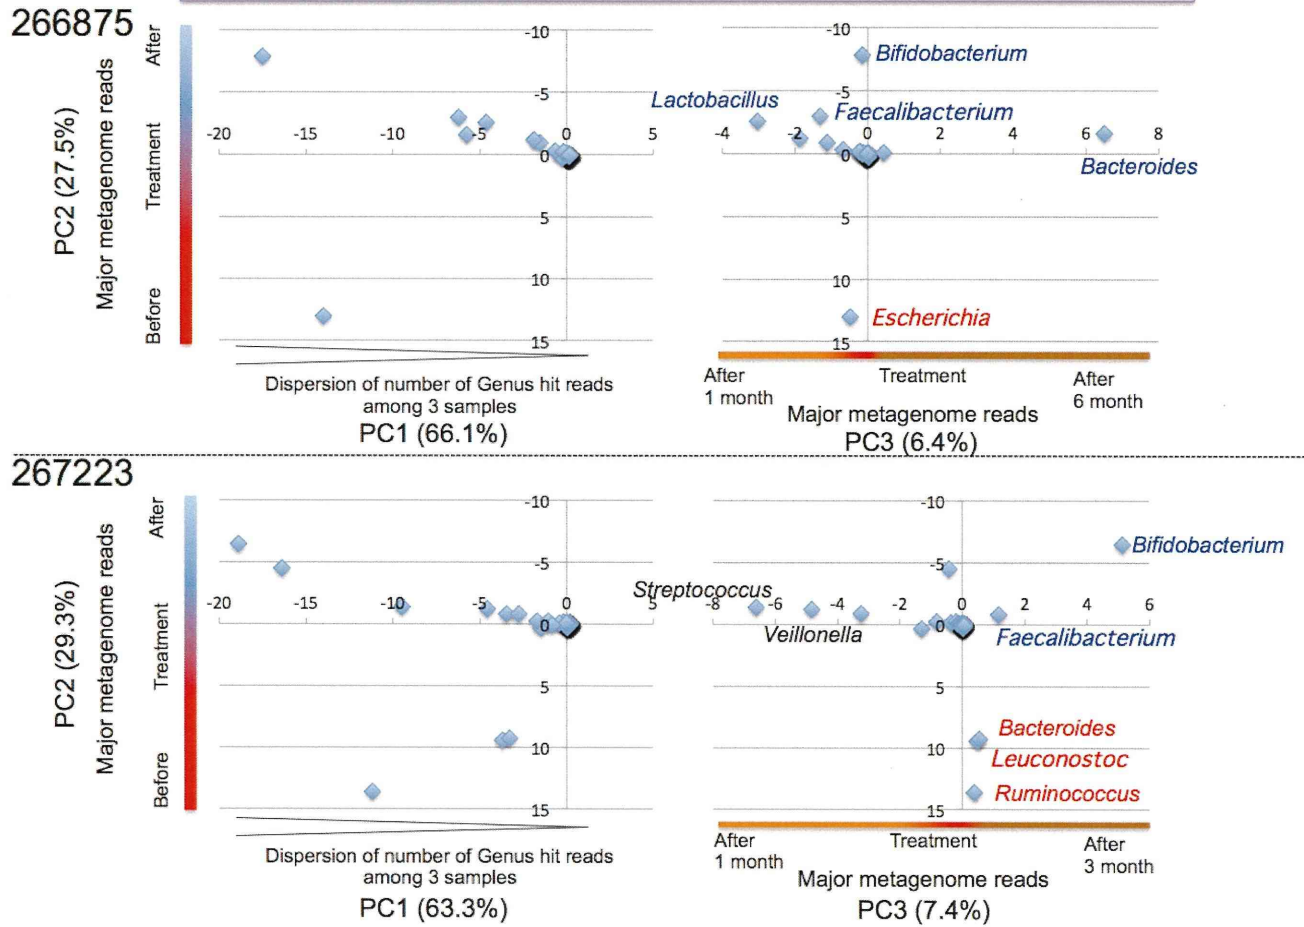 266875
PC2 (27.5%)
Major metagenome reads
After
Treatment
Before
-10
-5
-20
-15
-10
-5
0
5
0
5
10
15
Dispersion of number of Genus hit reads
among 3 samples
PC1 (66.1%)
-10
Bifidobacterium
-5
Lactobacillus
Faecalibacterium
-4
-2
0
2
4
6
8
0
Bacteroides
5
10
Escherichia
15
After
1 month
Treatment
After
6 month
Major metagenome reads
PC3 (6.4%)
267223
PC2 (29.3%)
Major metagenome reads
After
Treatment
Before
-10
-5
-20
-15
-10
-5
0
5
0
5
10
15
Dispersion of number of Genus hit reads
among 3 samples
PC1 (63.3%)
-10
Bifidobacterium
-5
Streptococcus
-8
-6
-4
-2
0
2
4
6
0
Veillonella
Faecalibacterium
5
Bacteroides
10
Leuconostoc
Ruminococcus
15
After
1 month
Treatment
After
3 month
Major metagenome reads
PC3 (7.4%)